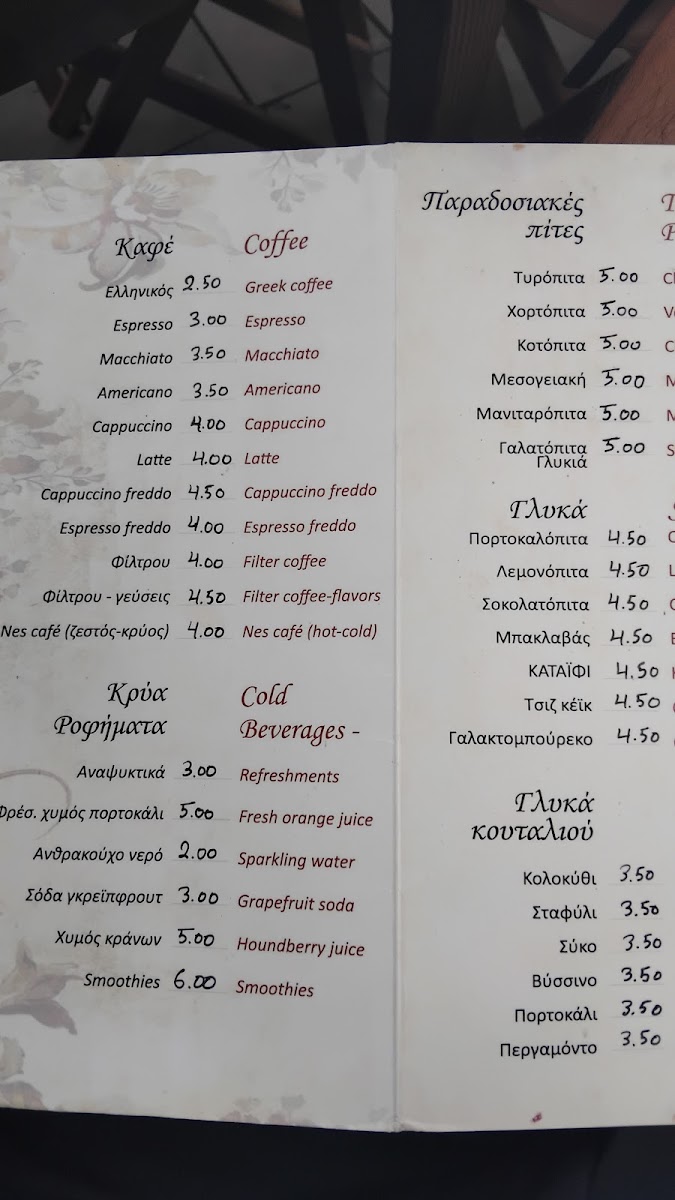 Καφέ Coffee
Ελληνικός 2.50 Greek coffee
Espresso 3.00 Espresso
Macchiato 3.50 Macchiato
Americano 3.50 Americano
Cappuccino 4.00 Cappuccino
Latte 4.00 Latte
Cappuccino freddo 4.50 Cappuccino freddo
Espresso freddo 4.00 Espresso freddo
Φίλτρου 4.00 Filter coffee
Φίλτρου - γεύσεις 4.50 Filter coffee-flavors
Nes café (ζεστός-κρύος) 4.00 Nes café (hot-cold)
Κρύα Cold
Ροφήματα Beverages -
Αναψυκτικά 3.00 Refreshments
Φρέσ. χυμός πορτοκάλι 5.00 Fresh orange juice
Ανθρακούχο νερό 2.00 Sparkling water
Σόδα γκρεϊπφρουτ 3.00 Grapefruit soda
Χυμός κράνων 5.00 Houndberry juice
Smoothies 6.00 Smoothies
Παραδοσιακές
πίτες
Τυρόπιτα 5.00
Χορτόπιτα 5.00
Κοτόπιτα 5.00
Μεσογειακή 5.00
Μανιταρόπιτα 5.00
Γαλατόπιτα 5.00
Γλυκιά
Γλυκά
Πορτοκαλόπιτα 4.50
Λεμονόπιτα 4.50
Σοκολατόπιτα 4.50
Μπακλαβάς 4.50
ΚΑΤΑΪΦΙ 4.50
Τσιζ κέϊκ 4.50
Γαλακτομπούρεκο 4.50
Γλυκά
κουταλιού
Κολοκύθι 3.50
Σταφύλι 3.50
Σύκο 3.50
Βύσσινο 3.50
Πορτοκάλι 3.50
Περγαμόντο 3.50